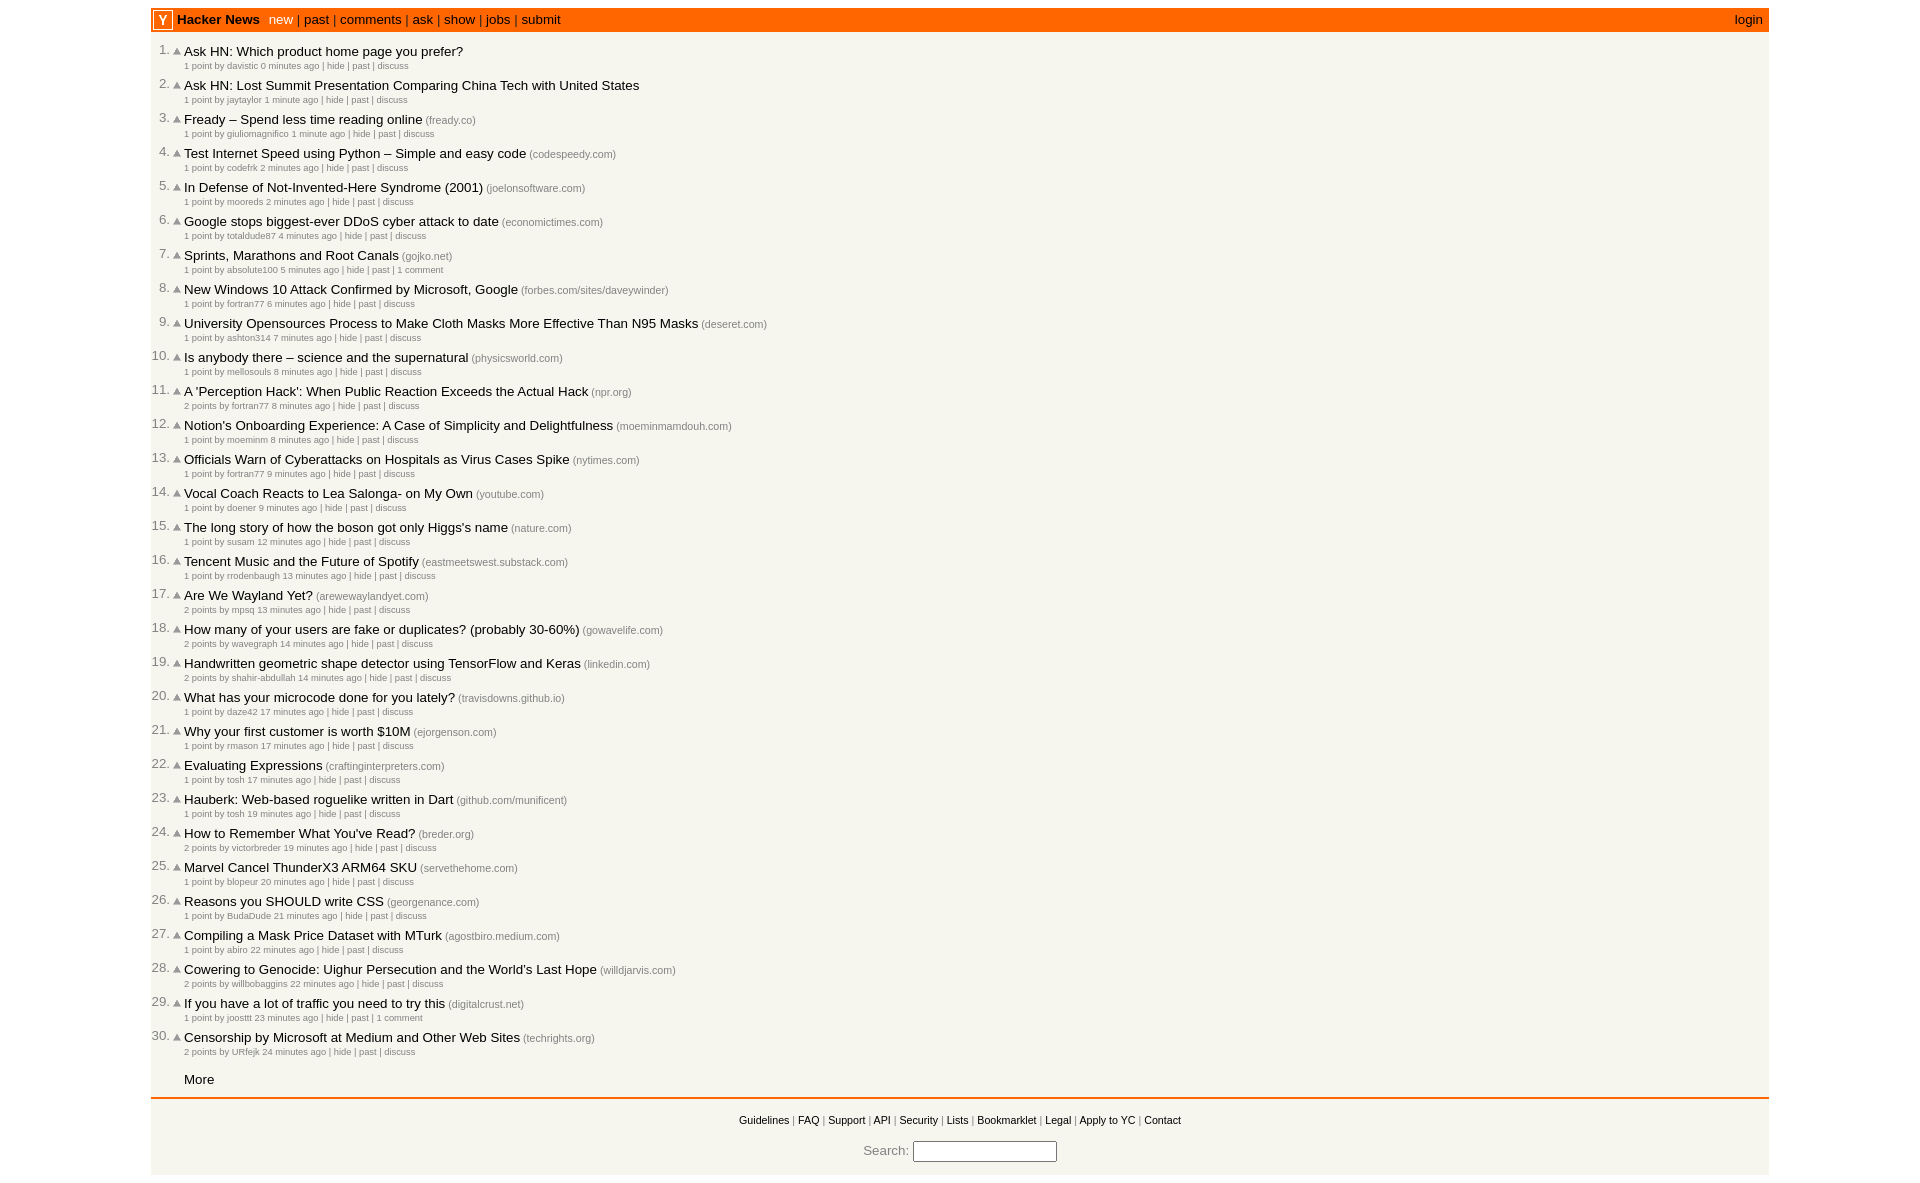 Y Hacker News new | past | comments | ask | show | jobs | submit login
1. Ask HN: Which product home page you prefer?
1 point by davistic 0 minutes ago | hide | past | discuss
2. Ask HN: Lost Summit Presentation Comparing China Tech with United States
1 point by jaytaylor 1 minute ago | hide | past | discuss
3. Fready – Spend less time reading online (fready.co)
1 point by giuliomagnifico 1 minute ago | hide | past | discuss
4. Test Internet Speed using Python – Simple and easy code (codespeedy.com)
1 point by codefrk 2 minutes ago | hide | past | discuss
5. In Defense of Not-Invented-Here Syndrome (2001) (joelonsoftware.com)
1 point by mooreds 2 minutes ago | hide | past | discuss
6. Google stops biggest-ever DDoS cyber attack to date (economictimes.com)
1 point by totaldude87 4 minutes ago | hide | past | discuss
7. Sprints, Marathons and Root Canals (gojko.net)
1 point by absolute100 5 minutes ago | hide | past | 1 comment
8. New Windows 10 Attack Confirmed by Microsoft, Google (forbes.com/sites/daveywinder)
1 point by fortran77 6 minutes ago | hide | past | discuss
9. University Opensources Process to Make Cloth Masks More Effective Than N95 Masks (deseret.com)
1 point by ashton314 7 minutes ago | hide | past | discuss
10. Is anybody there – science and the supernatural (physicsworld.com)
1 point by mellosouls 8 minutes ago | hide | past | discuss
11. A 'Perception Hack': When Public Reaction Exceeds the Actual Hack (npr.org)
2 points by fortran77 8 minutes ago | hide | past | discuss
12. Notion's Onboarding Experience: A Case of Simplicity and Delightfulness (moeminmamdouh.com)
1 point by moeminm 8 minutes ago | hide | past | discuss
13. Officials Warn of Cyberattacks on Hospitals as Virus Cases Spike (nytimes.com)
1 point by fortran77 9 minutes ago | hide | past | discuss
14. Vocal Coach Reacts to Lea Salonga- on My Own (youtube.com)
1 point by doener 9 minutes ago | hide | past | discuss
15. The long story of how the boson got only Higgs's name (nature.com)
1 point by susam 12 minutes ago | hide | past | discuss
16. Tencent Music and the Future of Spotify (eastmeetswest.substack.com)
1 point by rrodenbaugh 13 minutes ago | hide | past | discuss
17. Are We Wayland Yet? (arewewaylandyet.com)
2 points by mpsq 13 minutes ago | hide | past | discuss
18. How many of your users are fake or duplicates? (probably 30-60%) (gowavelife.com)
2 points by wavegraph 14 minutes ago | hide | past | discuss
19. Handwritten geometric shape detector using TensorFlow and Keras (linkedin.com)
2 points by shahir-abdullah 14 minutes ago | hide | past | discuss
20. What has your microcode done for you lately? (travisdowns.github.io)
1 point by daze42 17 minutes ago | hide | past | discuss
21. Why your first customer is worth $10M (ejorgenson.com)
1 point by rmason 17 minutes ago | hide | past | discuss
22. Evaluating Expressions (craftinginterpreters.com)
1 point by tosh 17 minutes ago | hide | past | discuss
23. Hauberk: Web-based roguelike written in Dart (github.com/munificent)
1 point by tosh 19 minutes ago | hide | past | discuss
24. How to Remember What You've Read? (breder.org)
2 points by victorbreder 19 minutes ago | hide | past | discuss
25. Marvel Cancel ThunderX3 ARM64 SKU (servethehome.com)
1 point by blopeur 20 minutes ago | hide | past | discuss
26. Reasons you SHOULD write CSS (georgenance.com)
1 point by BudaDude 21 minutes ago | hide | past | discuss
27. Compiling a Mask Price Dataset with MTurk (agostbiro.medium.com)
1 point by abiro 22 minutes ago | hide | past | discuss
28. Cowering to Genocide: Uighur Persecution and the World’s Last Hope (willdjarvis.com)
2 points by willbobaggins 22 minutes ago | hide | past | discuss
29. If you have a lot of traffic you need to try this (digitalcrust.net)
1 point by joosttt 23 minutes ago | hide | past | 1 comment
30. Censorship by Microsoft at Medium and Other Web Sites (techrights.org)
2 points by URfejk 24 minutes ago | hide | past | discuss
More
Guidelines | FAQ | Support | API | Security | Lists | Bookmarklet | Legal | Apply to YC | Contact
Search: